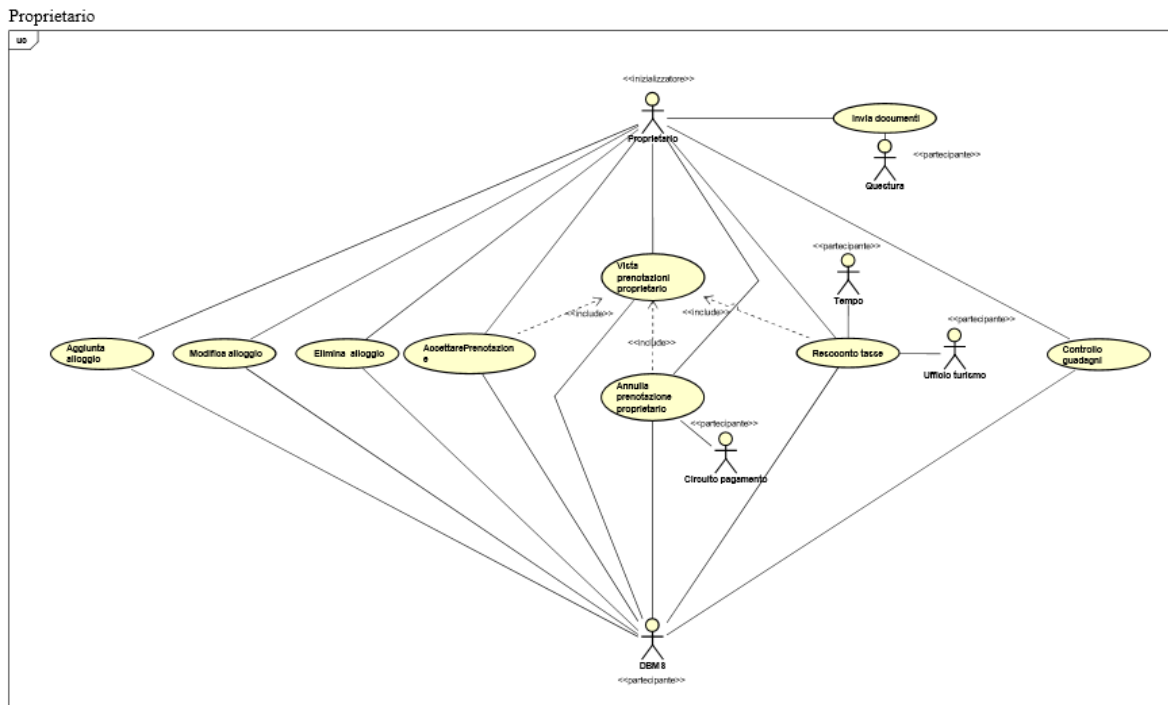 Proprietario
uc
<<inizializzatore>>
Proprietario
Invia documenti
<<partecipante>>
Questura
<<partecipante>>
Tempo
Vista
prenotazioni
proprietario
<<include>>
<<include>>
<<include>>
<<partecipante>>
Ufficio turismo
Aggiunta
alloggio
Modifica alloggio
Elimina alloggio
AccettarePrenotazion
e
Resoconto tasse
Controllo
guadagni
Annulla
prenotazione
proprietario
<<partecipante>>
Circuito pagamento
DBMS
<<partecipante>>